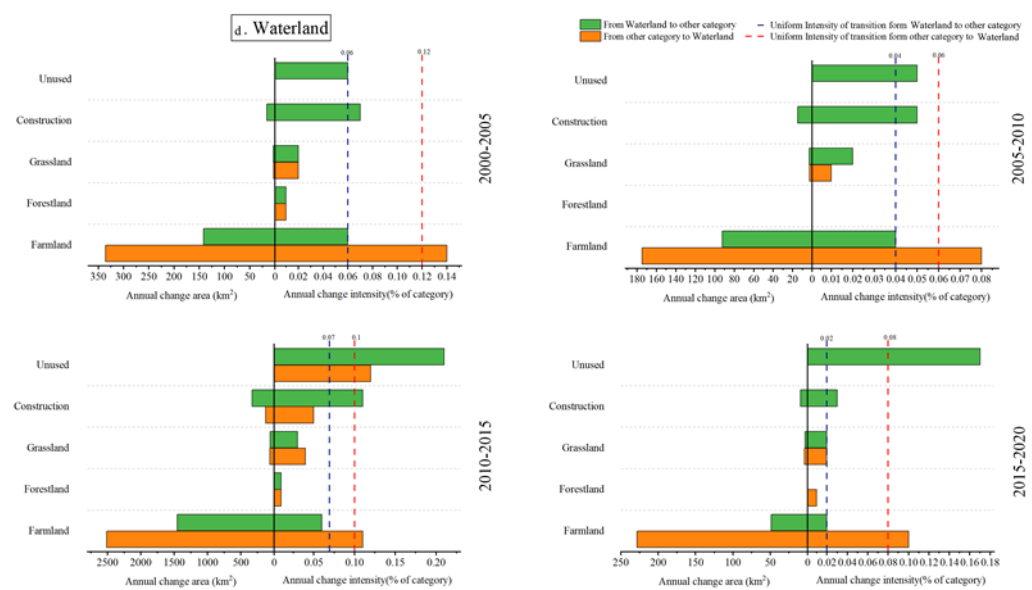 d. Waterland
From Waterland to other category
From other category to Waterland
Uniform Intensity of transition form Waterland to other category
Uniform Intensity of transition form other category to Waterland
0.06
0.12
Unused
Construction
Grassland
Forestland
Farmland
350 300 250 200 150 100 50 0 0.02 0.04 0.06 0.08 0.10 0.12 0.14
Annual change area (km²)
Annual change intensity(% of category)
2000-2005
0.04
0.06
Unused
Construction
Grassland
Forestland
Farmland
180 160 140 120 100 80 60 40 20 0 0.01 0.02 0.03 0.04 0.05 0.06 0.07 0.08
Annual change area (km²)
Annual change intensity(% of category)
2005-2010
0.07
0.1
Unused
Construction
Grassland
Forestland
Farmland
2500 2000 1500 1000 500 0 0.05 0.10 0.15 0.20
Annual change area (km²)
Annual change intensity(% of category)
2010-2015
0.02
0.08
Unused
Construction
Grassland
Forestland
Farmland
250 200 150 100 50 0 0.02 0.04 0.06 0.08 0.10 0.12 0.14 0.16 0.18
Annual change area (km²)
Annual change intensity(% of category)
2015-2020